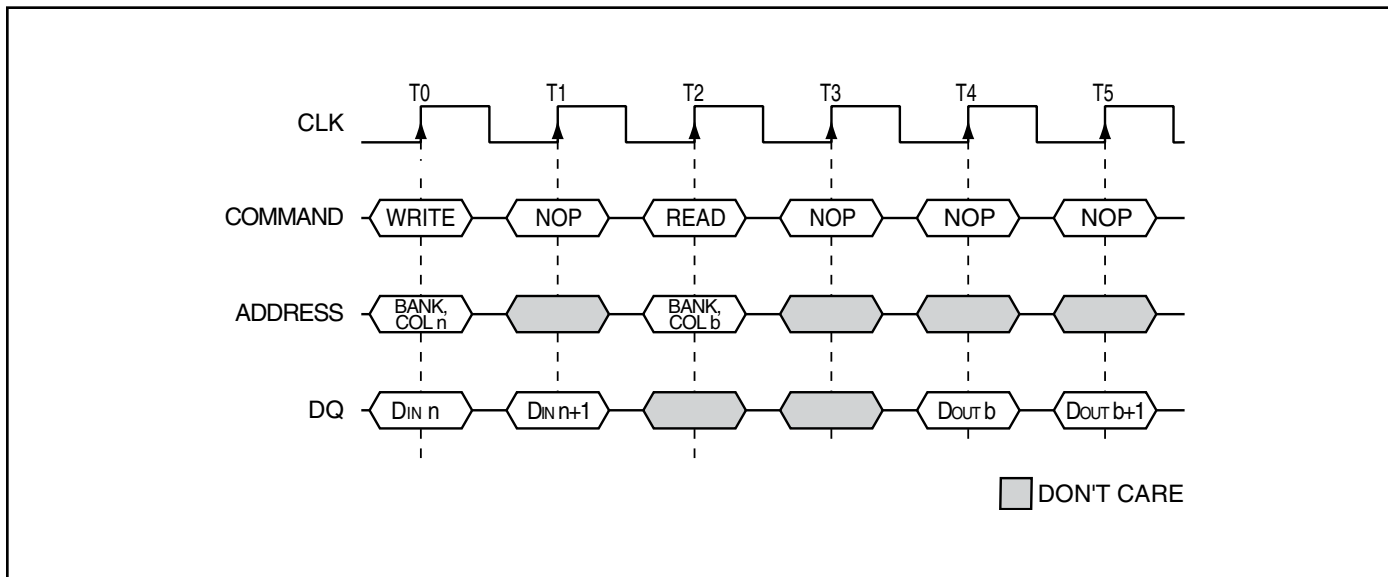 T0 T1 T2 T3 T4 T5
CLK
COMMAND WRITE NOP READ NOP NOP NOP
ADDRESS BANK, COL n BANK, COL b
DQ DIN n DIN n+1 DOUT b DOUT b+1
DON'T CARE